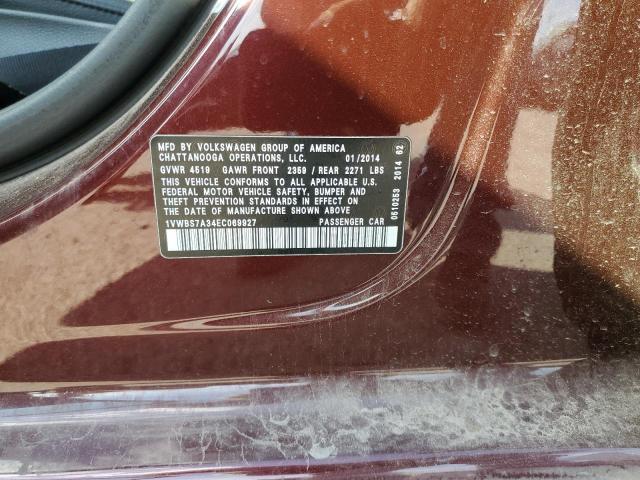 MFD BY VOLKSWAGEN GROUP OF AMERICA
CHATTANOOGA OPERATIONS, LLC. 01/2014
GVWR 4519 GAWR FRONT 2359 / REAR 2271 LBS
THIS VEHICLE CONFORMS TO ALL APPLICABLE U.S.
FEDERAL MOTOR VEHICLE SAFETY, BUMPER AND
THEFT PREVENTION STANDARDS IN EFFECT ON THE
DATE OF MANUFACTURE SHOWN ABOVE.
1VWBS7A34EC069927 PASSENGER CAR
0510253 2014 62